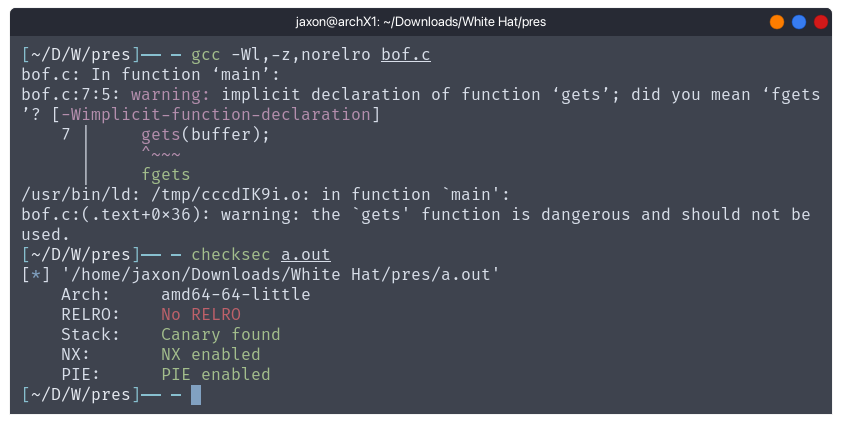 jaxon@archX1: ~/Downloads/White Hat/pres
[~/D/W/pres]—— — gcc -Wl,-z,norelro bof.c
bof.c: In function ‘main’:
bof.c:7:5: warning: implicit declaration of function ‘gets’; did you mean ‘fgets
’? [-Wimplicit-function-declaration]
    7 |     gets(buffer);
      |     ^~~~
      |     fgets
/usr/bin/ld: /tmp/cccdIK9i.o: in function `main':
bof.c:(.text+0×36): warning: the `gets' function is dangerous and should not be
used.
[~/D/W/pres]—— — checksec a.out
[*] '/home/jaxon/Downloads/White Hat/pres/a.out'
    Arch:     amd64-64-little
    RELRO:    No RELRO
    Stack:    Canary found
    NX:       NX enabled
    PIE:      PIE enabled
[~/D/W/pres]—— —